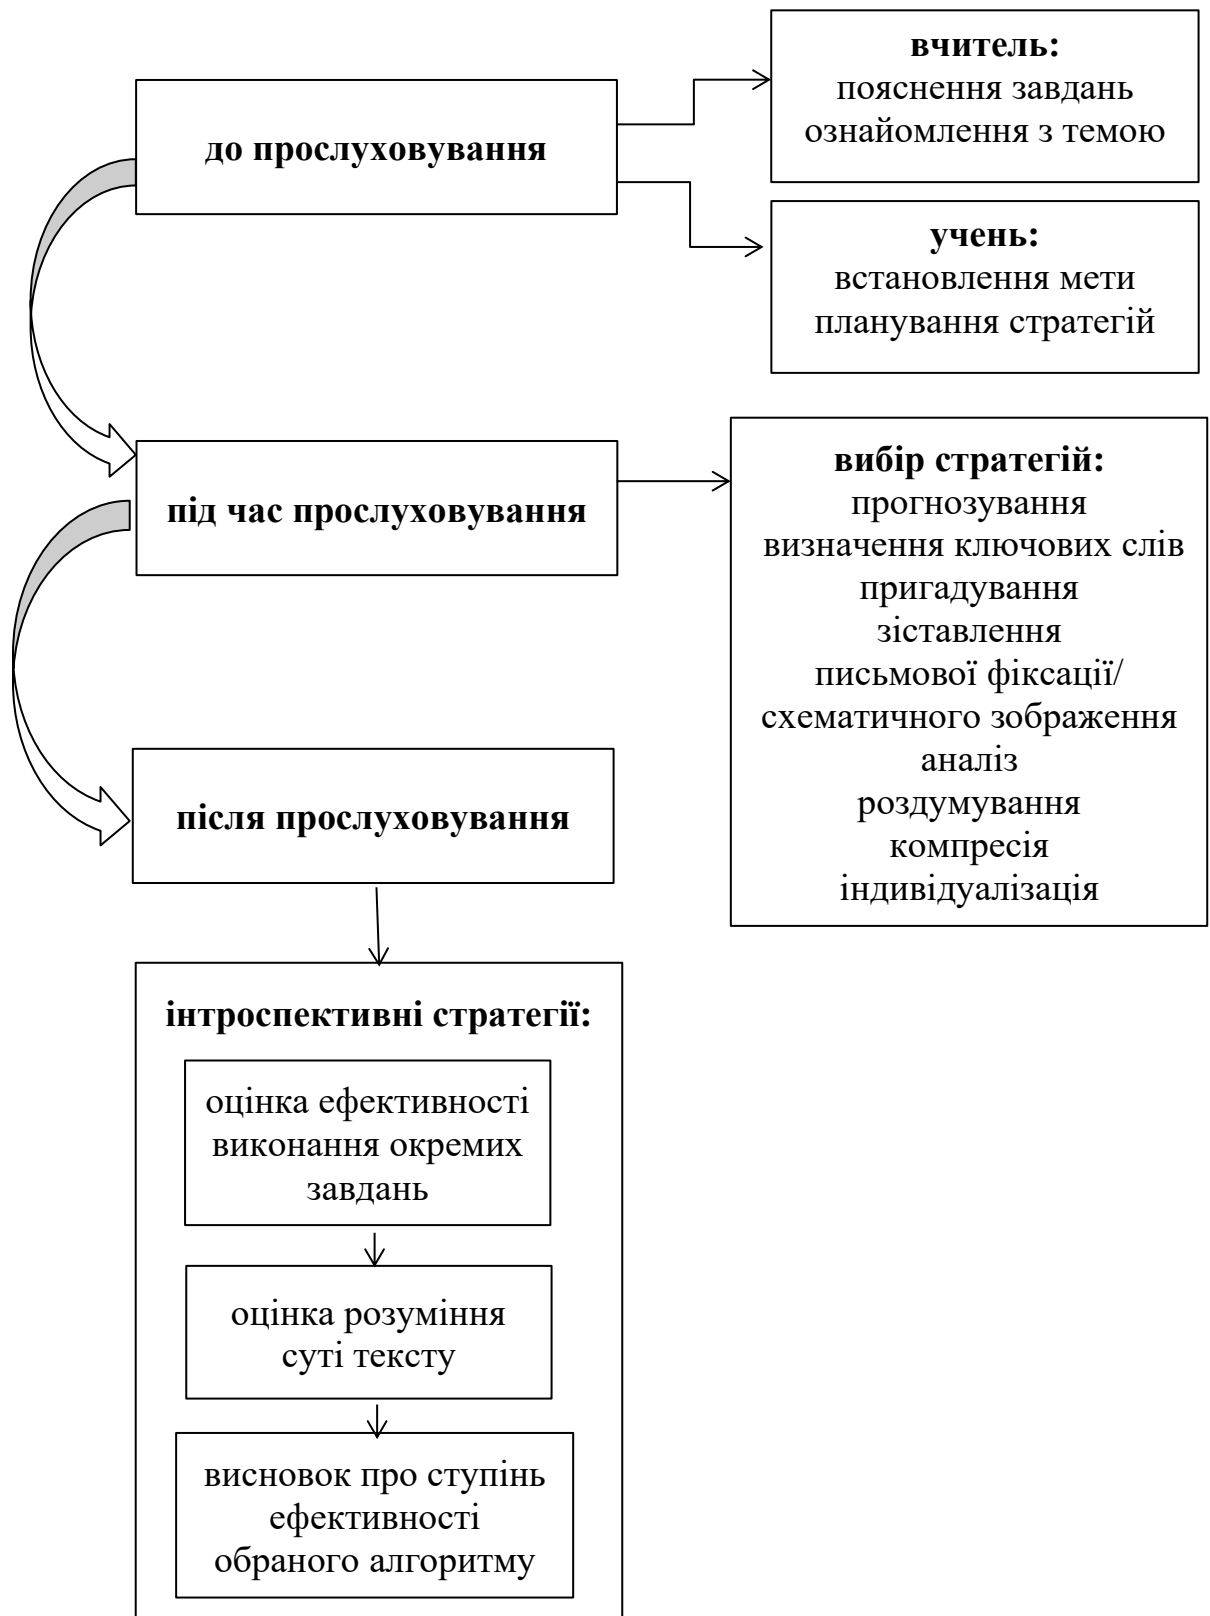 до прослуховування
вчитель:
пояснення завдань
ознайомлення з темою
учень:
встановлення мети
планування стратегій
під час прослуховування
вибір стратегій:
прогнозування
визначення ключових слів
пригадування
зіставлення
письмової фіксації/
схематичного зображення
аналіз
роздумування
компресія
індивідуалізація
після прослуховування
інтроспективні стратегії:
оцінка ефективності
виконання окремих
завдань
оцінка розуміння
суті тексту
висновок про ступінь
ефективності
обраного алгоритму